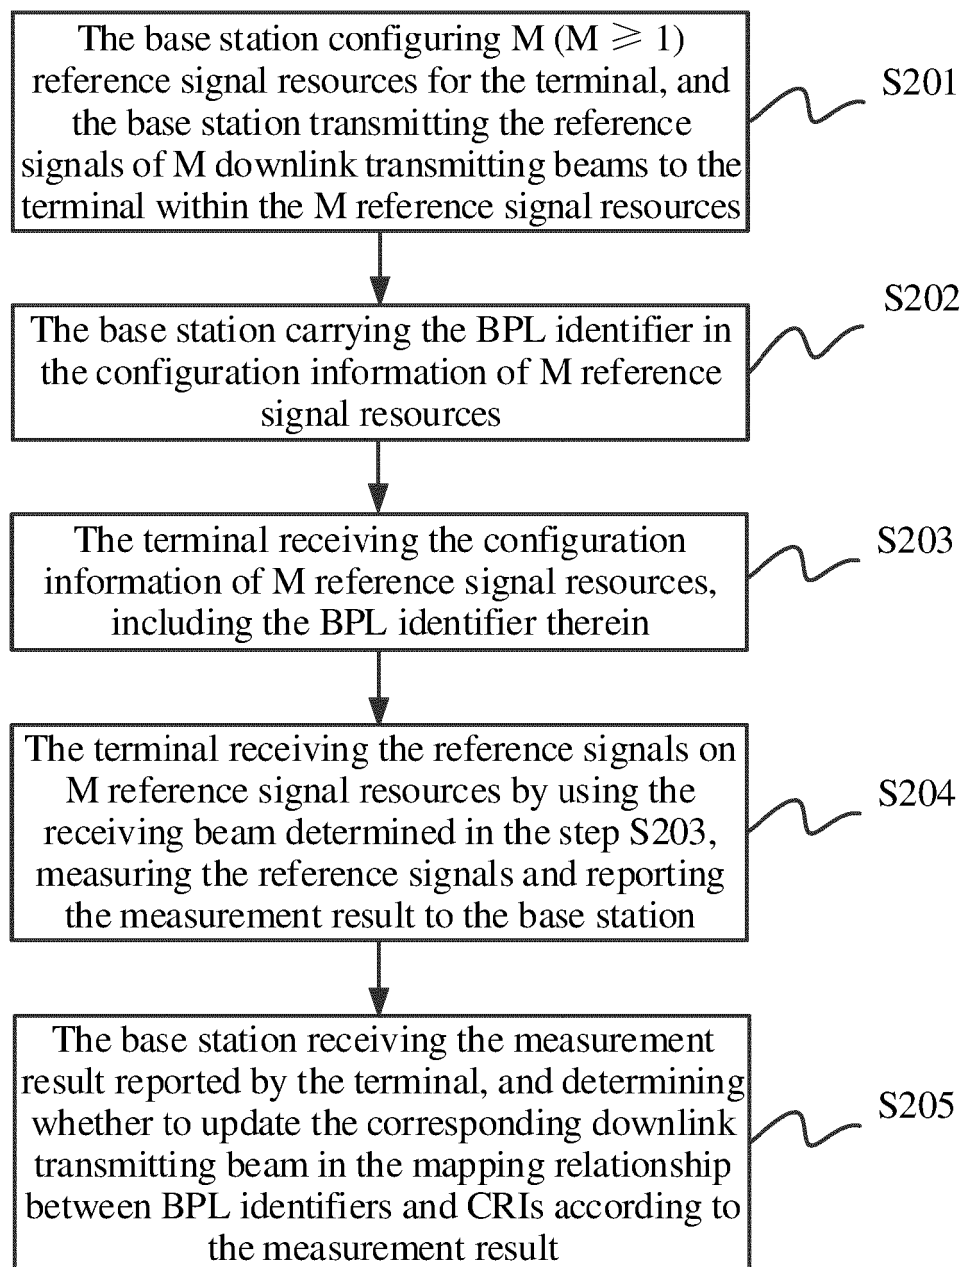 The base station configuring M (M ⩾ 1)
reference signal resources for the terminal, and
the base station transmitting the reference
signals of M downlink transmitting beams to the
terminal within the M reference signal resources
S201
The base station carrying the BPL identifier in
the configuration information of M reference
signal resources
S202
The terminal receiving the configuration
information of M reference signal resources,
including the BPL identifier therein
S203
The terminal receiving the reference signals on
M reference signal resources by using the
receiving beam determined in the step S203,
measuring the reference signals and reporting
the measurement result to the base station
S204
The base station receiving the measurement
result reported by the terminal, and determining
whether to update the corresponding downlink
transmitting beam in the mapping relationship
between BPL identifiers and CRIs according to
the measurement result
S205